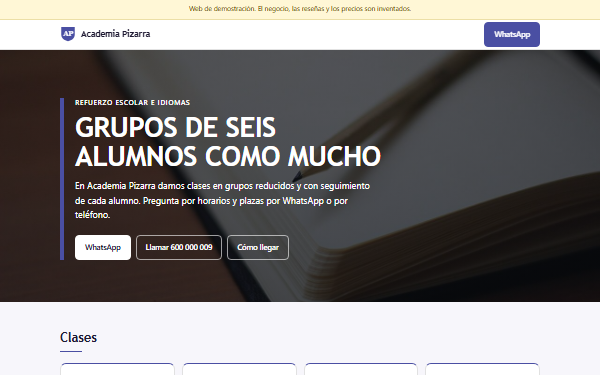 Web de demostración. El negocio, las reseñas y los precios son inventados.
AP Academia Pizarra
WhatsApp
REFUERZO ESCOLAR E IDIOMAS
GRUPOS DE SEIS
ALUMNOS COMO MUCHO
En Academia Pizarra damos clases en grupos reducidos y con seguimiento
de cada alumno. Pregunta por horarios y plazas por WhatsApp o por
teléfono.
WhatsApp Llamar 600 000 009 Cómo llegar
Clases